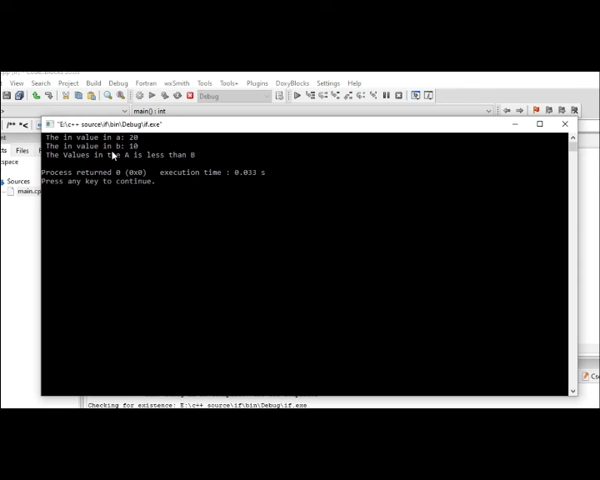 View Search Project Build Debug Fortran wxSmith Tools Tools+ Plugins DoxyBlocks Settings Help
Debug
main() : int
/** *<
"E:\c++ source\if\bin\Debug\if.exe"
The in value in a: 20
The in value in b: 10
The Values in the A is less than B
Process returned 0 (0x0) execution time : 0.033 s
Press any key to continue.
Files
Sources
main.cp
Checking for existence: E:\c++ source\if\bin\Debug\if.exe